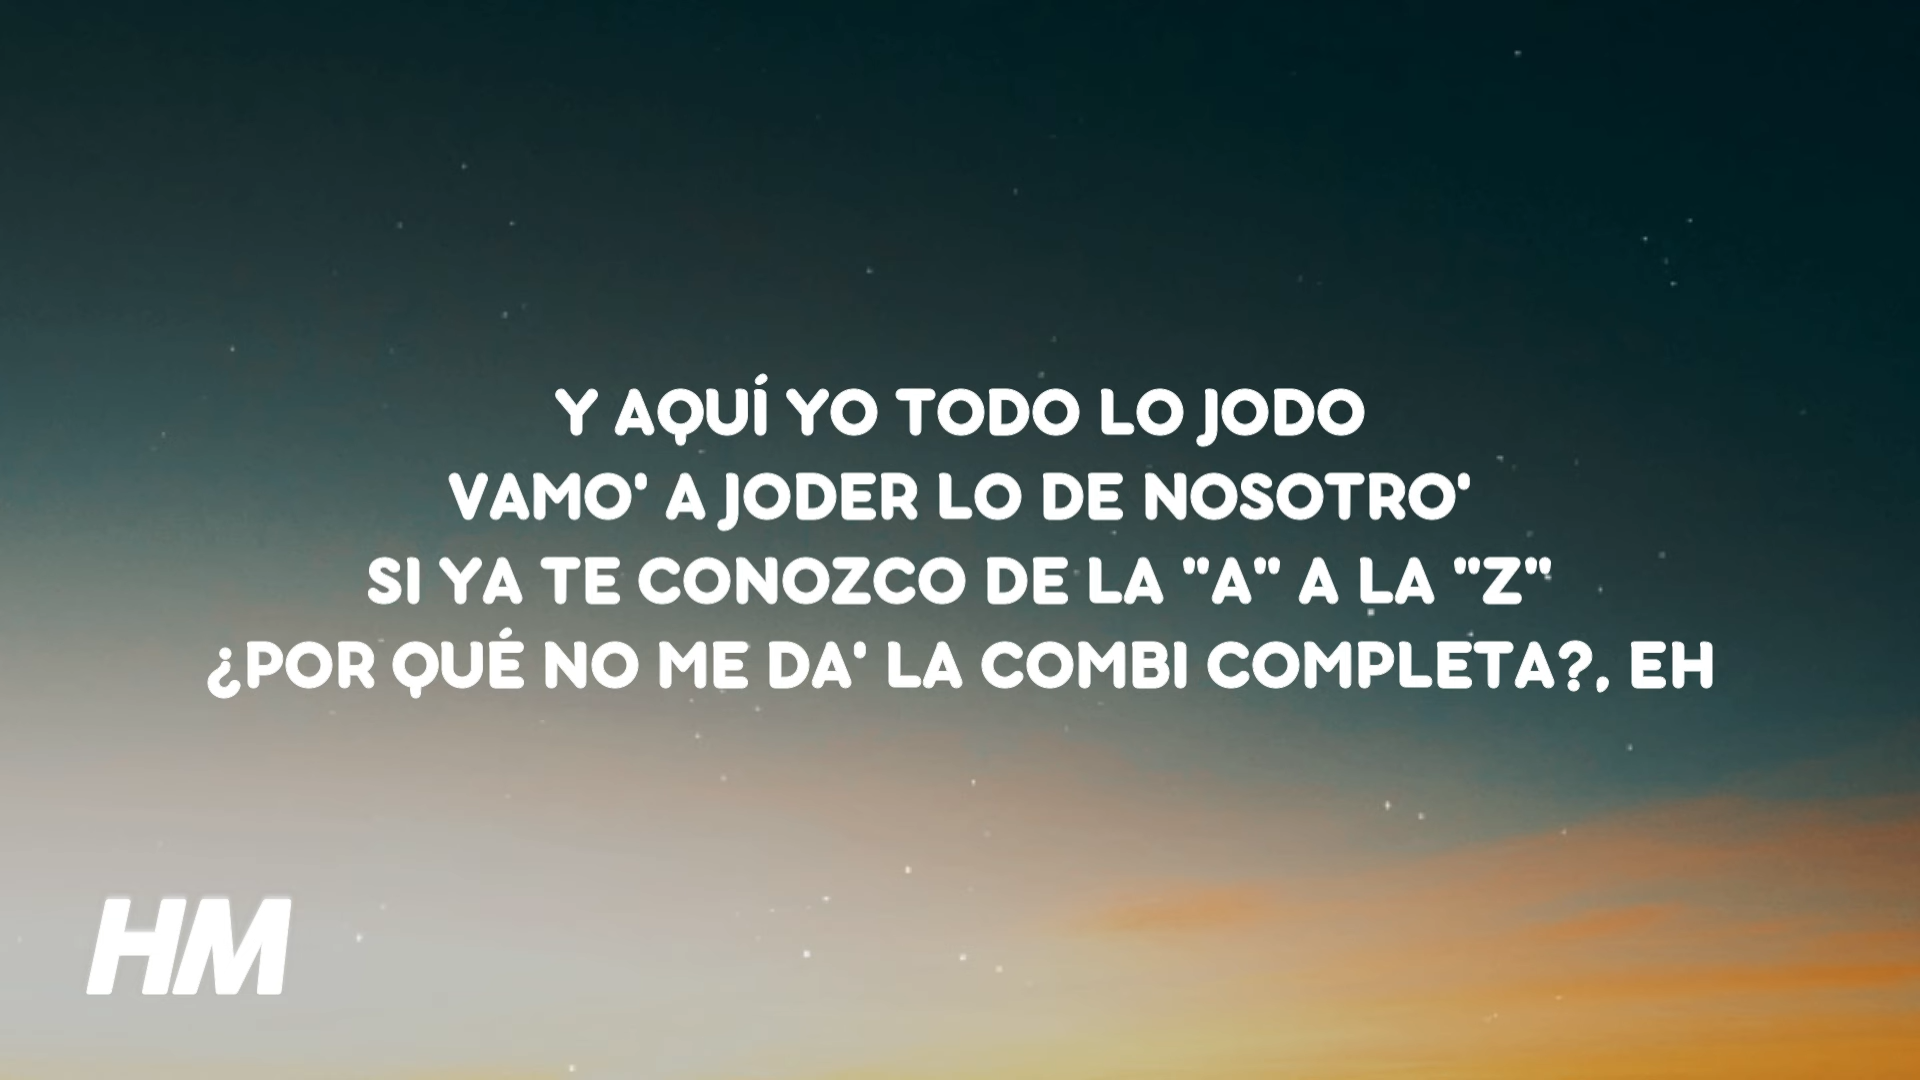 Y AQUÍ YO TODO LO JODO
VAMO' A JODER LO DE NOSOTRO'
SI YA TE CONOZCO DE LA "A" A LA "Z"
¿POR QUÉ NO ME DA' LA COMBI COMPLETA?, EH
HM